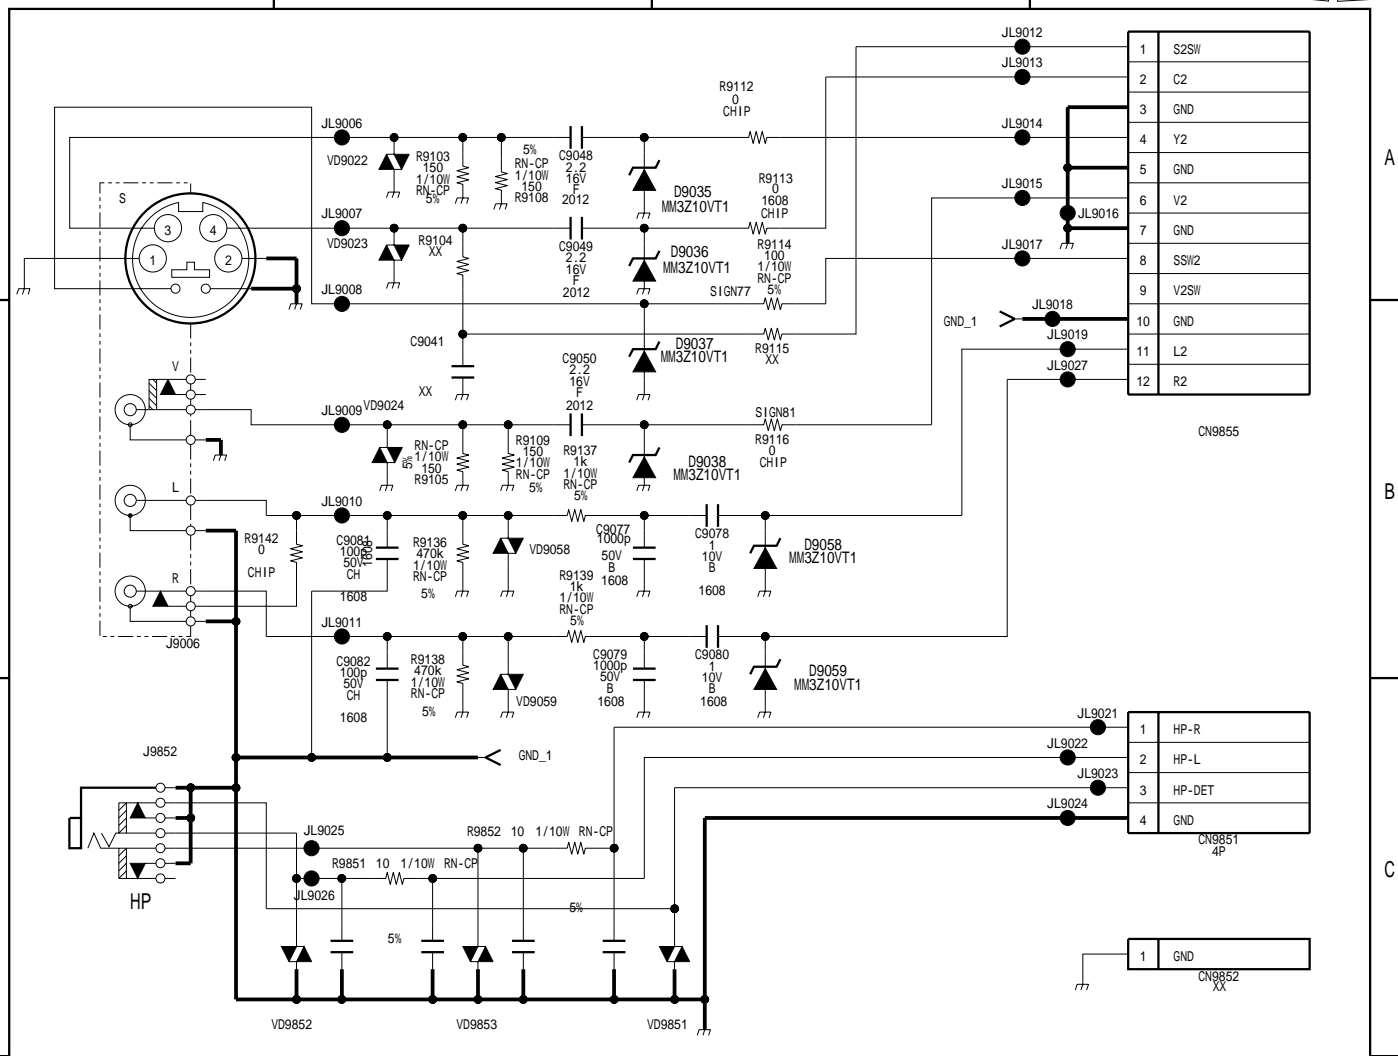 JL9012
1 S2SW
JL9013
2 C2
R9112
0
CHIP
3 GND
JL9006
JL9014
4 Y2
A
VD9022
R9103
150
1/10W
RN-CP
5%
5%
RN-CP
1/10W
150
R9108
C9048
2.2
16V
F
2012
D9035
MM3Z10VT1
R9113
0
1608
CHIP
5 GND
JL9015
6 V2
S
JL9007
JL9016
7 GND
3
4
1
2
VD9023
R9104
XX
C9049
2.2
16V
F
2012
D9036
MM3Z10VT1
R9114
100
1/10W
RN-CP
5%
JL9017
8 SSW2
JL9008
SIGN77
9 V2SW
JL9018
GND_1
10 GND
C9041
XX
D9037
MM3Z10VT1
R9115
XX
JL9019
11 L2
C9050
2.2
16V
F
2012
JL9027
12 R2
V
CN9855
JL9009
VD9024
SIGN81
R9116
0
CHIP
5%
RN-CP
1/10W
150
R9105
R9109
150
1/10W
RN-CP
5%
R9137
1k
1/10W
RN-CP
5%
D9038
MM3Z10VT1
B
L
JL9010
R9142
0
CHIP
C9081
100p
50V
CH
1608
1608
R9136
470k
1/10W
RN-CP
5%
VD9058
C9077
1000p
50V
B
1608
C9078
1
10V
B
1608
D9058
MM3Z10VT1
R
R9139
1k
1/10W
RN-CP
5%
JL9011
J9006
C9082
100p
50V
CH
1608
R9138
470k
1/10W
RN-CP
5%
VD9059
C9079
1000p
50V
B
1608
C9080
1
10V
B
1608
D9059
MM3Z10VT1
JL9021
1 HP-R
J9852
GND_1
JL9022
2 HP-L
JL9023
3 HP-DET
JL9024
4 GND
CN9851
4P
JL9025
R9852 10 1/10W RN-CP
R9851 10 1/10W RN-CP
JL9026
HP
C
5%
5%
1 GND
CN9852
XX
VD9852
VD9853
VD9851